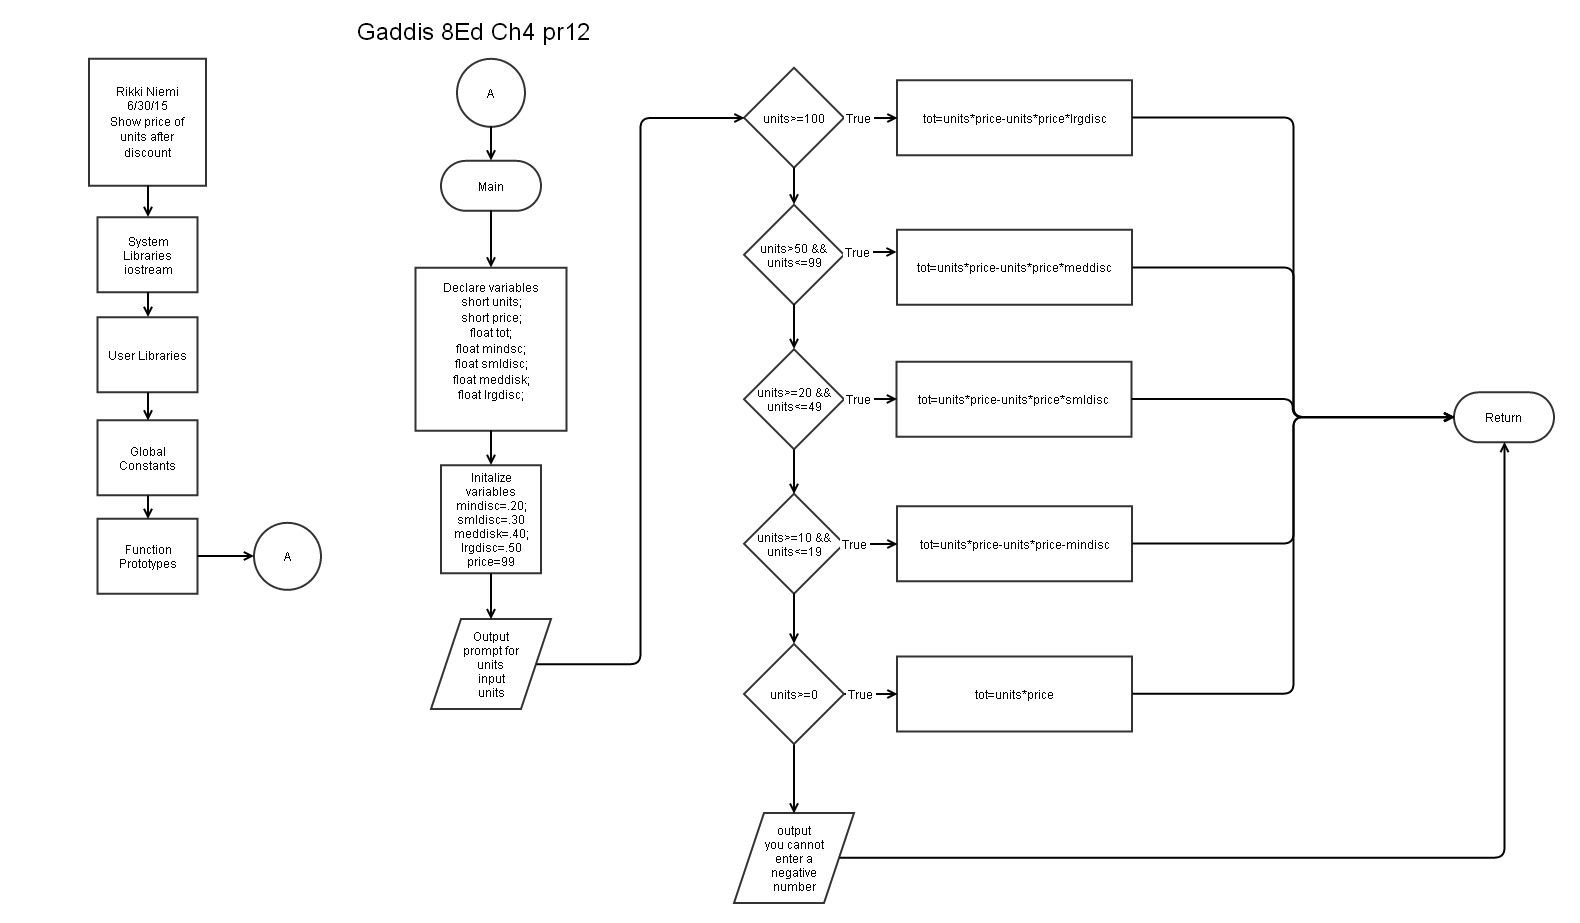 Gaddis 8Ed Ch4 pr12
Rikki Niemi
6/30/15
Show price of
units after
discount
System
Libraries
iostream
User Libraries
Global
Constants
Function
Prototypes
A
A
Main
Declare variables
short units;
short price;
float tot;
float mindsc;
float smldisc;
float meddisk;
float lrgdisc;
Initalize
variables
mindisc=.20;
smldisc=.30
meddisk=.40;
lrgdisc=.50
price=99
Output
prompt for
units
input
units
units>=100
True
tot=units*price-units*price*lrgdisc
units>50 &&
units<=99
True
tot=units*price-units*price*meddisc
units>=20 &&
units<=49
True
tot=units*price-units*price*smldisc
units>=10 &&
units<=19
True
tot=units*price-units*price-mindisc
units>=0
True
tot=units*price
output
you cannot
enter a
negative
number
Return